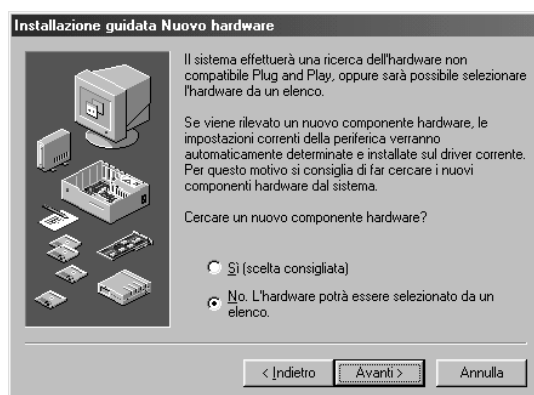 Installazione guidata Nuovo hardware
Il sistema effettuerà una ricerca dell'hardware non
compatibile Plug and Play, oppure sarà possibile selezionare
l'hardware da un elenco.
Se viene rilevato un nuovo componente hardware, le
impostazioni correnti della periferica verranno
automaticamente determinate e installate sul driver corrente.
Per questo motivo si consiglia di far cercare i nuovi
componenti hardware dal sistema.
Cercare un nuovo componente hardware?
Sì (scelta consigliata)
No. L'hardware potrà essere selezionato da un
elenco.
< Indietro
Avanti >
Annulla